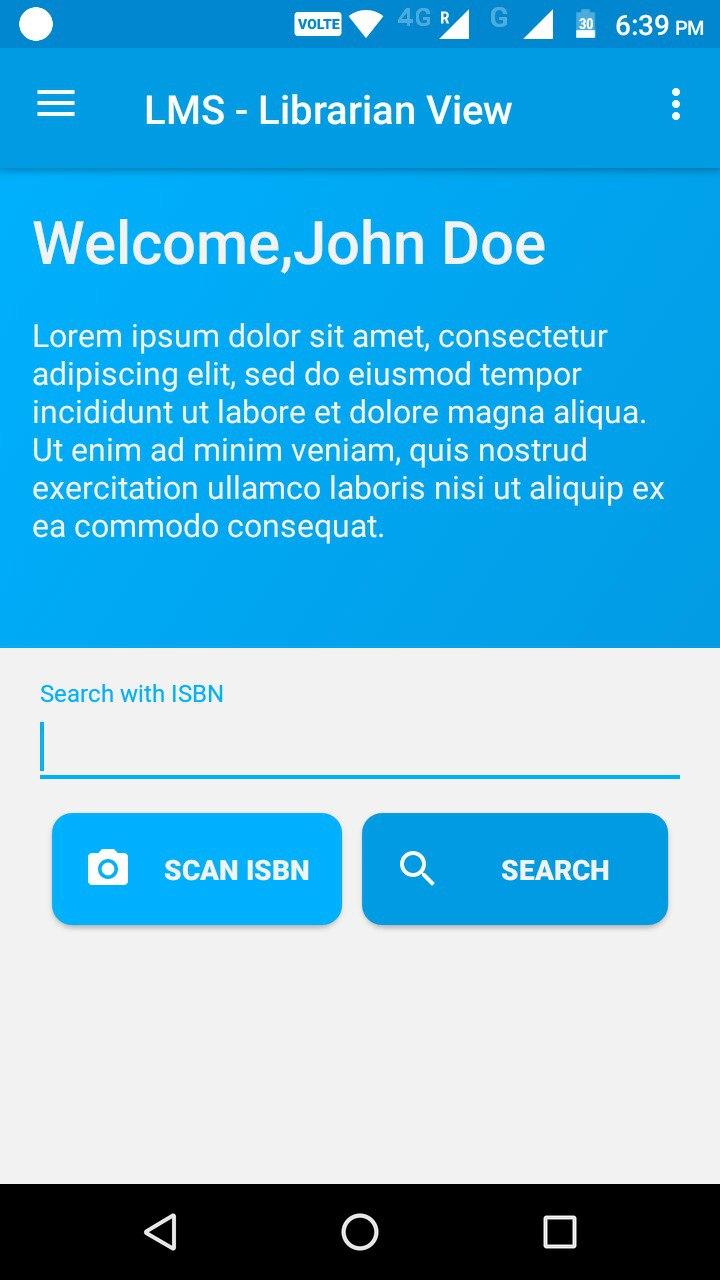 VOLTE 4G R G 30 6:39 PM
LMS - Librarian View
Welcome,John Doe
Lorem ipsum dolor sit amet, consectetur
adipiscing elit, sed do eiusmod tempor
incididunt ut labore et dolore magna aliqua.
Ut enim ad minim veniam, quis nostrud
exercitation ullamco laboris nisi ut aliquip ex
ea commodo consequat.
Search with ISBN
SCAN ISBN SEARCH